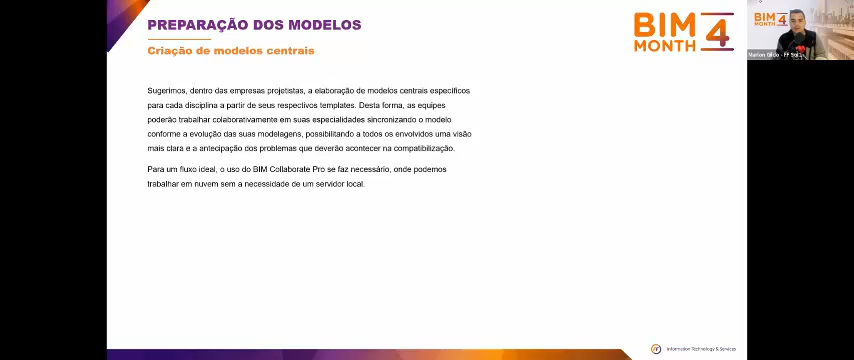 PREPARAÇÃO DOS MODELOS
Criação de modelos centrais
BIM 4
MONTH
Sugerimos, dentro das empresas projetistas, a elaboração de modelos centrais específicos
para cada disciplina a partir de seus respectivos templates. Desta forma, as equipes
poderão trabalhar colaborativamente em suas especialidades sincronizando o modelo
conforme a evolução das suas modelagens, possibilitando a todos os envolvidos uma visão
mais clara e a antecipação dos problemas que deverão acontecer na compatibilização.
Para um fluxo ideal, o uso do BIM Collaborate Pro se faz necessário, onde podemos
trabalhar em nuvem sem a necessidade de um servidor local.
Information Technology & Services
BIM 4
MONTH